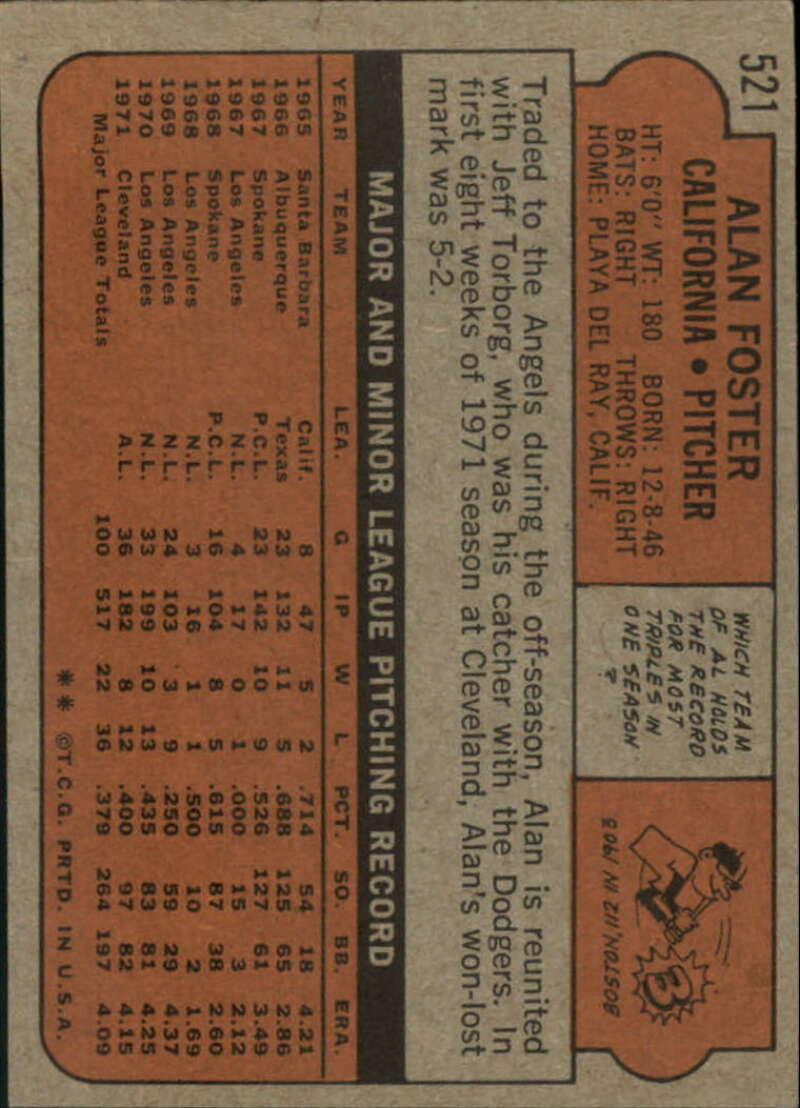 521
ALAN FOSTER
CALIFORNIA • PITCHER
HT: 6'0" WT: 180 BORN: 12-8-46
BATS: RIGHT THROWS: RIGHT
HOME: PLAYA DEL RAY, CALIF.
WHICH TEAM
OF AL HOLDS
THE RECORD
FOR MOST
TRIPLES IN
ONE SEASON
?
BOSTON, 112 IN 1903
B
Traded to the Angels during the off-season, Alan is reunited
with Jeff Torborg, who was his catcher with the Dodgers. In
first eight weeks of 1971 season at Cleveland, Alan's won-lost
mark was 5-2.
MAJOR AND MINOR LEAGUE PITCHING RECORD
YEAR TEAM LEA. G IP W L PCT. SO. BB. ERA.
1965 Santa Barbara Calif. 8 47 5 2 .714 54 18 4.21
1966 Albuquerque Texas 23 132 11 5 .688 125 65 2.86
1967 Spokane P.C.L. 23 142 10 9 .526 127 61 3.49
1967 Los Angeles N.L. 4 17 0 1 .000 15 3 2.12
1968 Spokane P.C.L. 16 104 8 5 .615 87 38 2.60
1968 Los Angeles N.L. 3 16 1 1 .500 10 2 1.69
1969 Los Angeles N.L. 24 103 3 9 .250 59 29 4.37
1970 Los Angeles N.L. 33 199 10 13 .435 83 81 4.25
1971 Cleveland A.L. 36 182 8 12 .400 97 82 4.15
Major League Totals 100 517 22 36 .379 264 197 4.09
** ©T.C.G. PRTD. IN U.S.A.